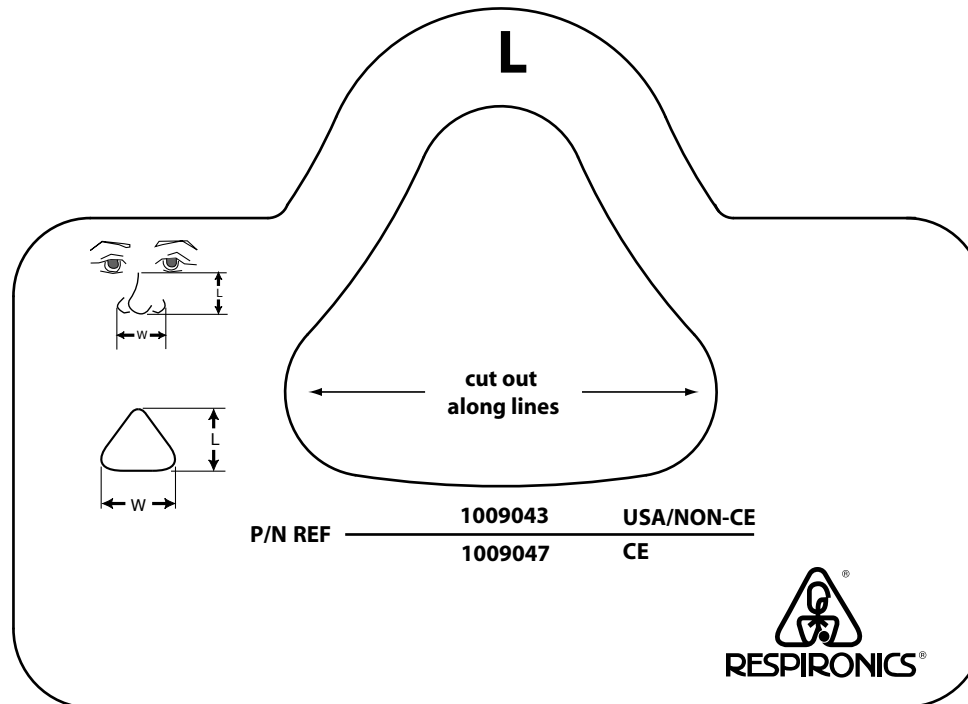 L
L
W
cut out
along lines
L
W
P/N REF
1009043 USA/NON-CE
1009047 CE
®
RESPIRONICS®